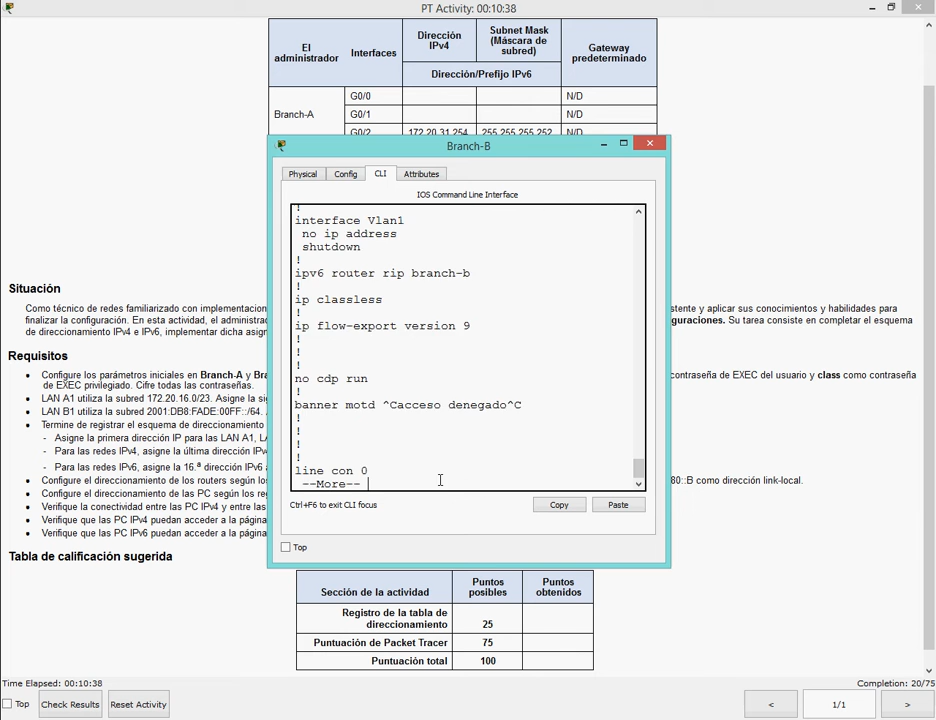 PT Activity: 00:10:38
El administrador
Interfaces
Dirección IPv4
Subnet Mask (Máscara de subred)
Gateway predeterminado
Dirección/Prefijo IPv6
Branch-A
G0/0
N/D
G0/1
N/D
G0/2
172.20.31.254
255.255.255.252
N/D
Branch-B
Physical
Config
CLI
Attributes
IOS Command Line Interface
!
interface Vlan1
no ip address
shutdown
!
ipv6 router rip branch-b
!
ip classless
!
ip flow-export version 9
!
!
!
no cdp run
!
banner motd ^Cacceso denegado^C
!
!
!
!
line con 0
--More--
Ctrl+F6 to exit CLI focus
Copy
Paste
Top
Situación
Como técnico de redes familiarizado con implementacion
stente y aplicar sus conocimientos y habilidades para
finalizar la configuración. En esta actividad, el administra
guraciones. Su tarea consiste en completar el esquema
de direccionamiento IPv4 e IPv6, implementar dicha asign
Requisitos
• Configure los parámetros iniciales en Branch-A y Bra
contraseña de EXEC del usuario y class como contraseña
de EXEC privilegiado. Cifre todas las contraseñas.
• LAN A1 utiliza la subred 172.20.16.0/23. Asigne la sig
• LAN B1 utiliza la subred 2001:DB8:FADE:00FF::/64.
• Termine de registrar el esquema de direccionamiento
- Asigne la primera dirección IP para las LAN A1, LA
- Para las redes IPv4, asigne la última dirección IPv
- Para las redes IPv6, asigne la 16.ª dirección IPv6
• Configure el direccionamiento de los routers según los
80::B como dirección link-local.
• Configure el direccionamiento de las PC según los reg
• Verifique la conectividad entre las PC IPv4 y entre las
• Verifique que las PC IPv4 puedan acceder a la página
• Verifique que las PC IPv6 puedan acceder a la página
Tabla de calificación sugerida
Sección de la actividad
Puntos posibles
Puntos obtenidos
Registro de la tabla de direccionamiento
25
Puntuación de Packet Tracer
75
Puntuación total
100
Time Elapsed: 00:10:38
Completion: 20/75
Top
Check Results
Reset Activity
<
1/1
>